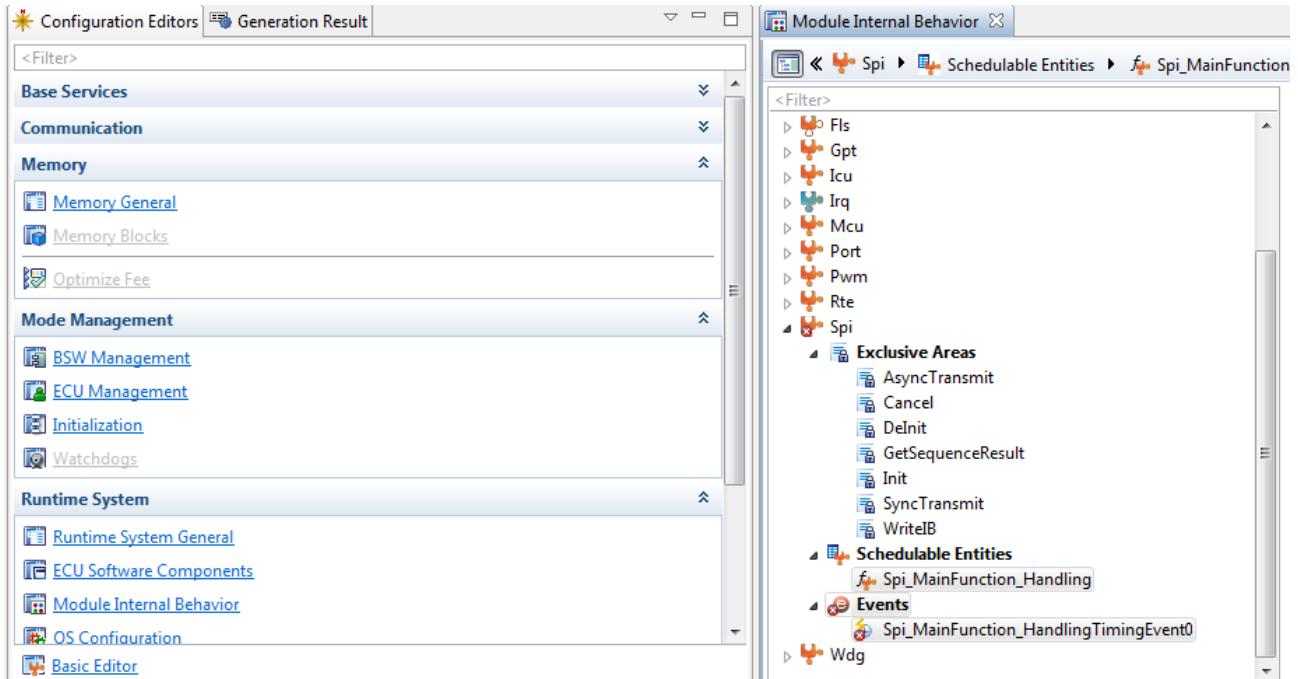 Configuration Editors
Generation Result
<Filter>
Base Services
Communication
Memory
Memory General
Memory Blocks
Optimize Fee
Mode Management
BSW Management
ECU Management
Initialization
Watchdogs
Runtime System
Runtime System General
ECU Software Components
Module Internal Behavior
OS Configuration
Basic Editor
Module Internal Behavior
Spi
Schedulable Entities
Spi_MainFunction
<Filter>
Fls
Gpt
Icu
Irq
Mcu
Port
Pwm
Rte
Spi
Exclusive Areas
AsyncTransmit
Cancel
DeInit
GetSequenceResult
Init
SyncTransmit
WriteIB
Schedulable Entities
Spi_MainFunction_Handling
Events
Spi_MainFunction_HandlingTimingEvent0
Wdg